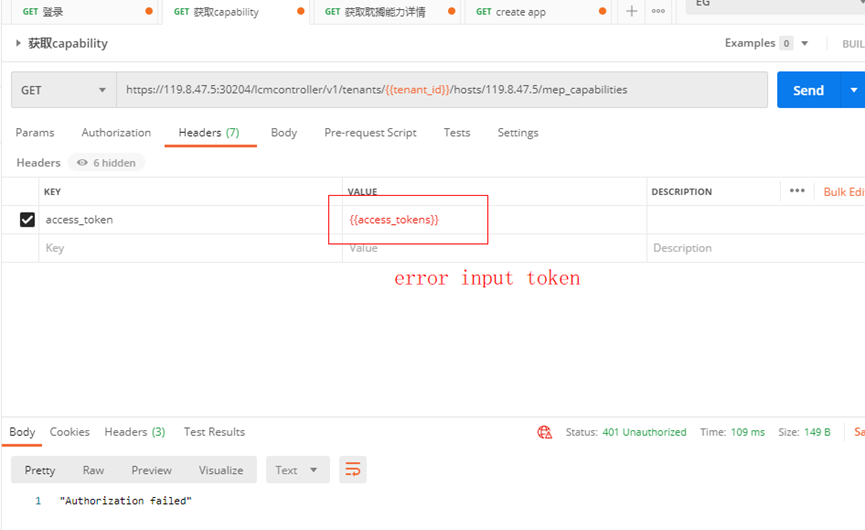 GET 登录 GET 获取capability GET 获取取搏能力详情 GET create app EG
获取capability Examples 0 BUIL
GET https://119.8.47.5:30204/lcmcontroller/v1/tenants/{{tenant_id}}/hosts/119.8.47.5/mep_capabilities Send
Params Authorization Headers (7) Body Pre-request Script Tests Settings
Headers 6 hidden
KEY VALUE DESCRIPTION Bulk Edi
access_token {{access_tokens}}
Key Value Description
error input token
Body Cookies Headers (3) Test Results Status: 401 Unauthorized Time: 109 ms Size: 149 B Sa
Pretty Raw Preview Visualize Text
1 "Authorization failed"